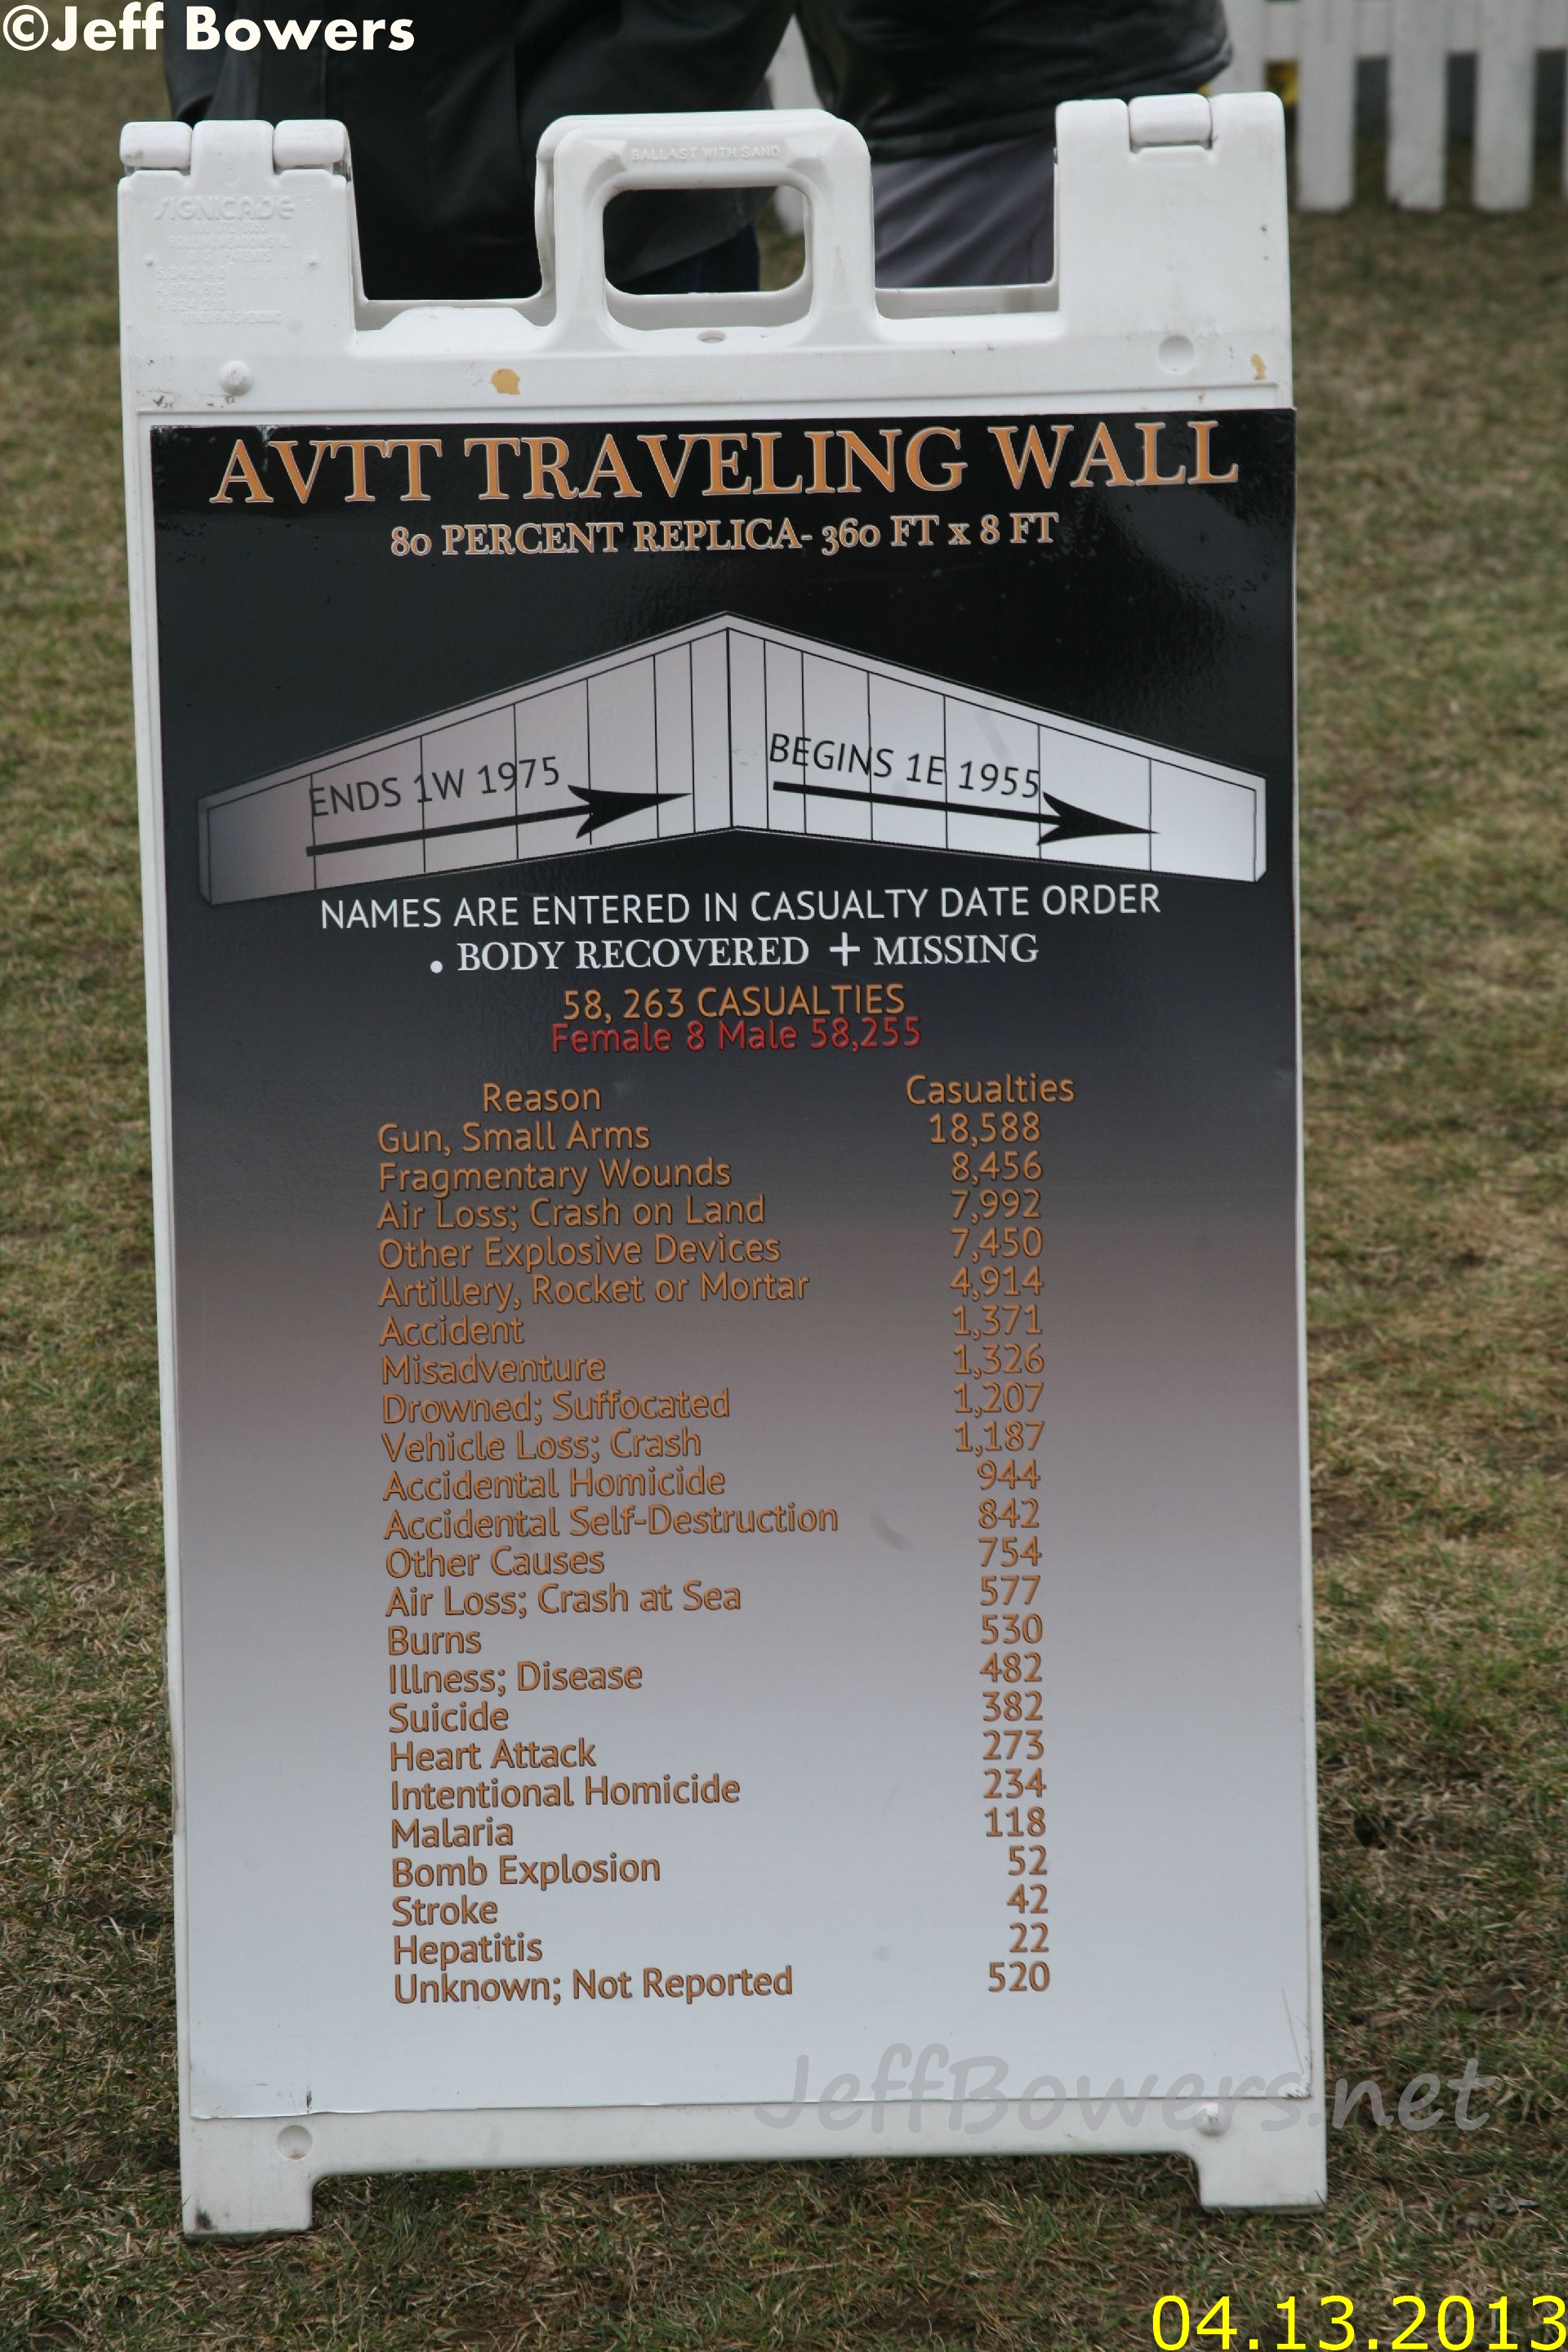 ©Jeff Bowers
BALLAST WITH SAND
SIGNICADE
AVTT TRAVELING WALL
80 PERCENT REPLICA- 360 FT x 8 FT
ENDS 1W 1975
BEGINS 1E 1955
NAMES ARE ENTERED IN CASUALTY DATE ORDER
. BODY RECOVERED + MISSING
58, 263 CASUALTIES
Female 8 Male 58,255
Reason Casualties
Gun, Small Arms 18,588
Fragmentary Wounds 8,456
Air Loss; Crash on Land 7,992
Other Explosive Devices 7,450
Artillery, Rocket or Mortar 4,914
Accident 1,371
Misadventure 1,326
Drowned; Suffocated 1,207
Vehicle Loss; Crash 1,187
Accidental Homicide 944
Accidental Self-Destruction 842
Other Causes 754
Air Loss; Crash at Sea 577
Burns 530
Illness; Disease 482
Suicide 382
Heart Attack 273
Intentional Homicide 234
Malaria 118
Bomb Explosion 52
Stroke 42
Hepatitis 22
Unknown; Not Reported 520
JeffBowers.net
04.13.2013